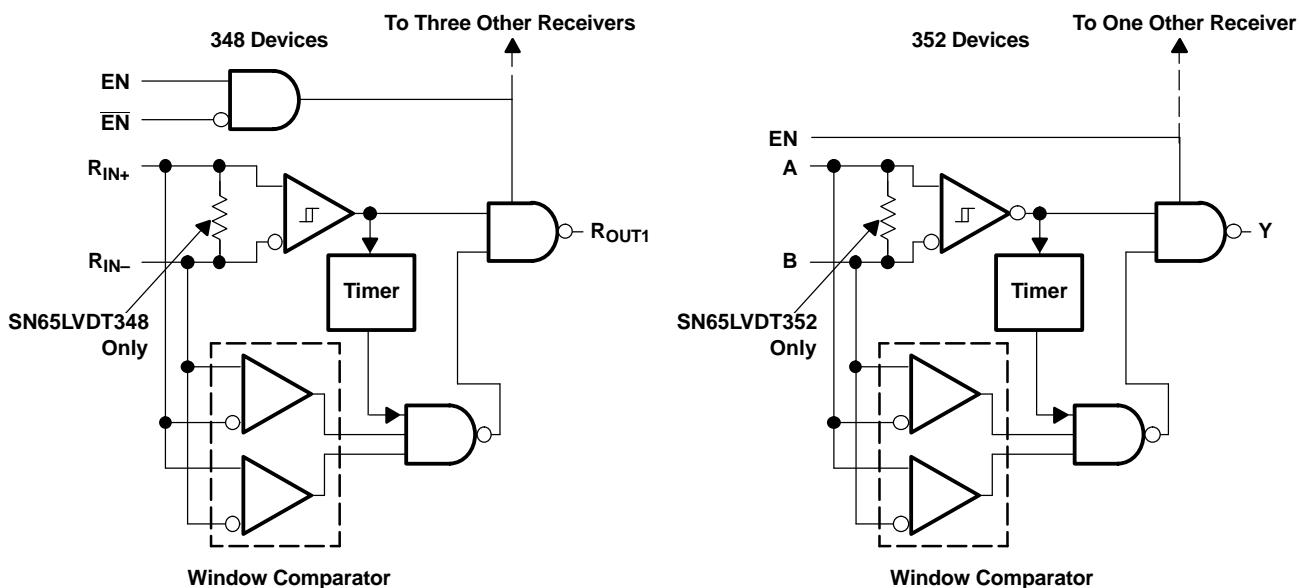 348 Devices
To Three Other Receivers
EN
E̅N̅
RIN+
RIN–
SN65LVDT348
Only
Timer
ROUT1
Window Comparator
352 Devices
To One Other Receiver
EN
A
B
SN65LVDT352
Only
Timer
Y
Window Comparator